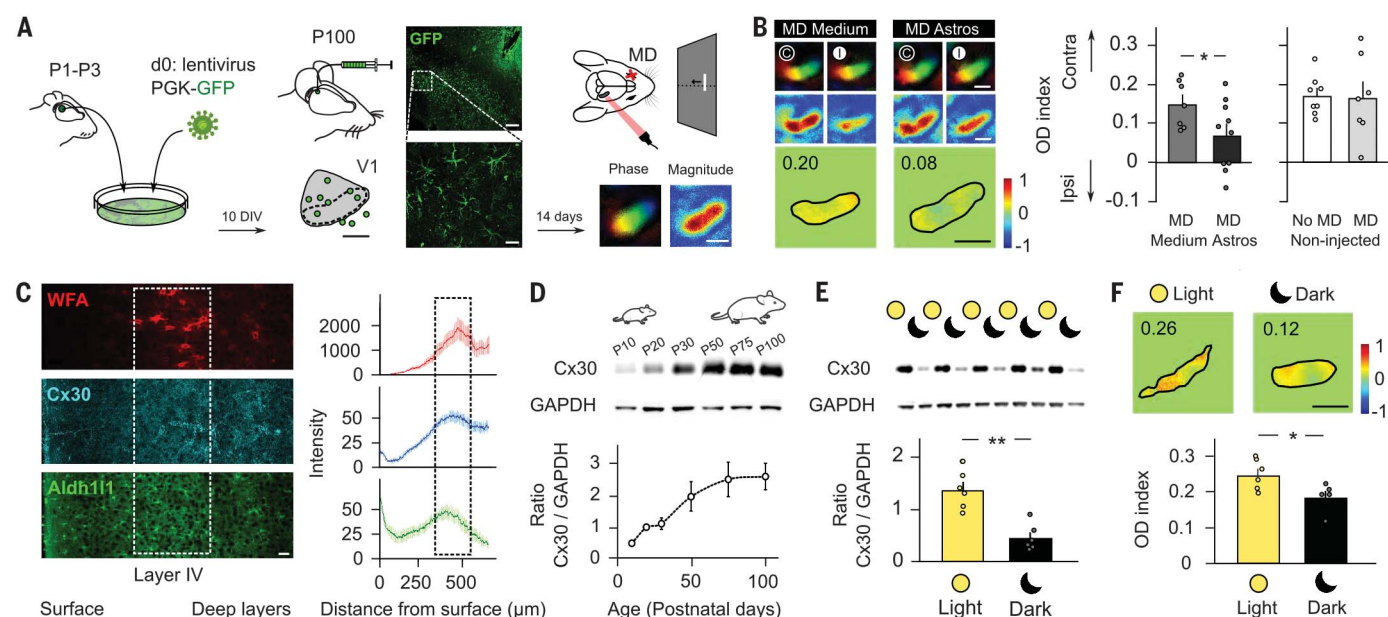 A
P1-P3
d0: lentivirus
PGK-GFP
10 DIV
P100
V1
GFP
14 days
MD
Phase
Magnitude
B
MD Medium
MD Astros
C
I
C
I
0.20
0.08
1
0
-1
OD index
Contra
Ipsi
0.3
0.2
0.1
0
-0.1
*
MD
MD
Medium
Astros
No MD
MD
Non-injected
C
WFA
Cx30
Aldh1l1
Layer IV
Surface
Deep layers
Intensity
2000
1000
50
25
0
50
25
0
250
500
Distance from surface (µm)
D
P10
P20
P30
P50
P75
P100
Cx30
GAPDH
Ratio
Cx30 / GAPDH
3
2
1
0
0
50
100
Age (Postnatal days)
E
Cx30
GAPDH
Ratio
Cx30 / GAPDH
2
1
0
**
Light
Dark
F
Light
Dark
0.26
0.12
1
0
-1
OD index
0.3
0.2
0.1
0
*
Light
Dark